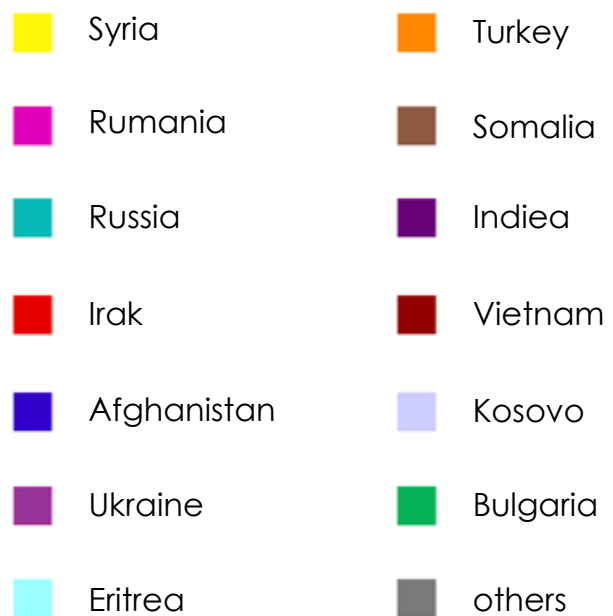 Syria
Rumania
Russia
Irak
Afghanistan
Ukraine
Eritrea
Turkey
Somalia
Indiea
Vietnam
Kosovo
Bulgaria
others